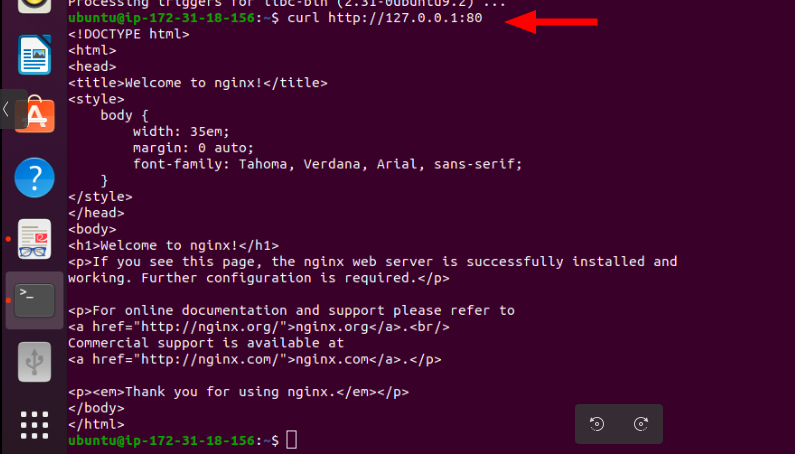 Processing triggers for libc-bin (2.31-0ubuntu9.2) ...
ubuntu@ip-172-31-18-156:~$ curl http://127.0.0.1:80
<!DOCTYPE html>
<html>
<head>
<title>Welcome to nginx!</title>
<style>
    body {
        width: 35em;
        margin: 0 auto;
        font-family: Tahoma, Verdana, Arial, sans-serif;
    }
</style>
</head>
<body>
<h1>Welcome to nginx!</h1>
<p>If you see this page, the nginx web server is successfully installed and
working. Further configuration is required.</p>

<p>For online documentation and support please refer to
<a href="http://nginx.org/">nginx.org</a>.<br/>
Commercial support is available at
<a href="http://nginx.com/">nginx.com</a>.</p>

<p><em>Thank you for using nginx.</em></p>
</body>
</html>
ubuntu@ip-172-31-18-156:~$